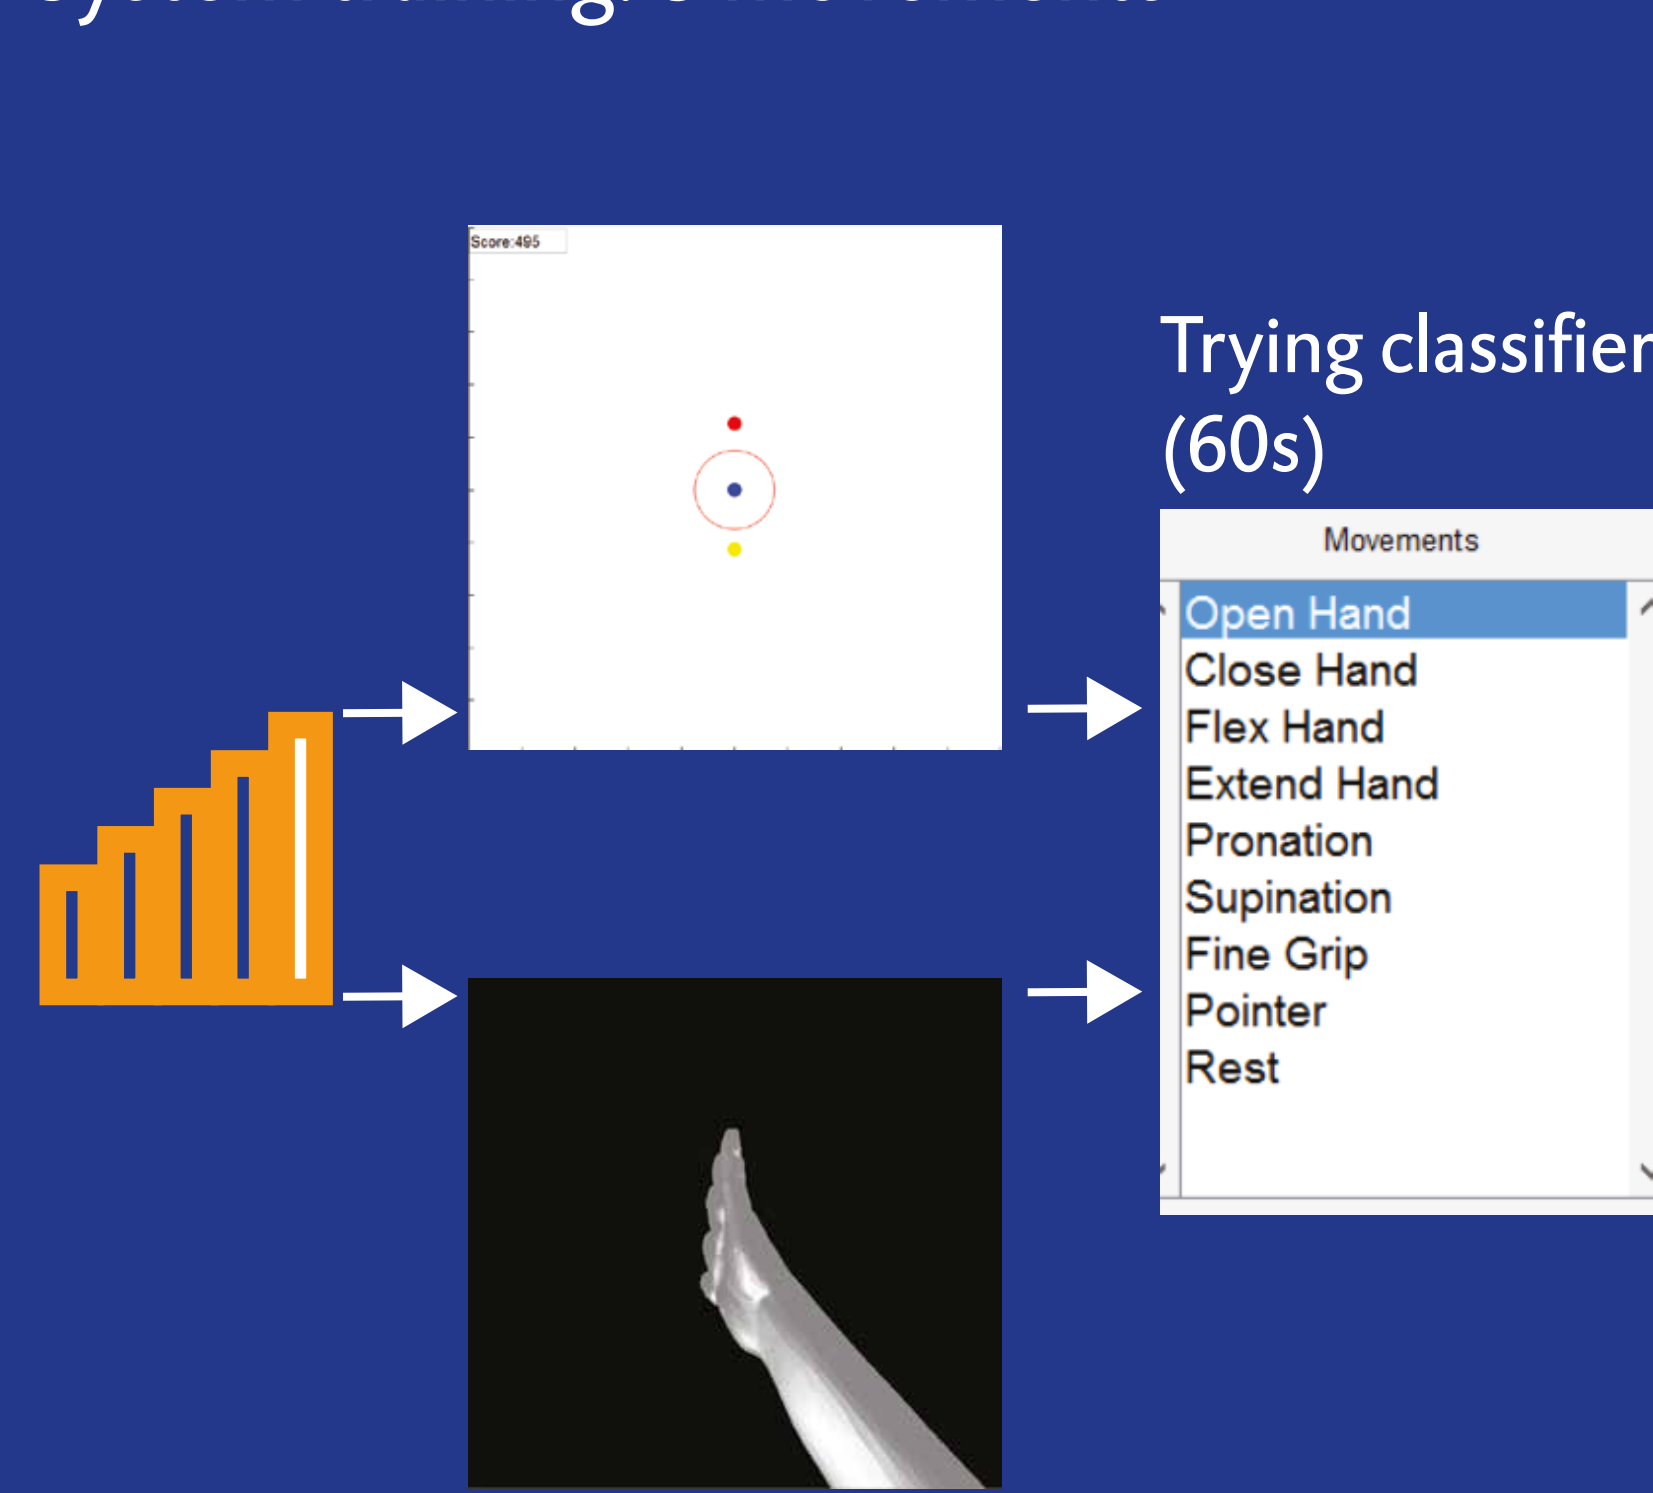 Score:495
Trying classifier
(60s)
Movements
Open Hand
Close Hand
Flex Hand
Extend Hand
Pronation
Supination
Fine Grip
Pointer
Rest